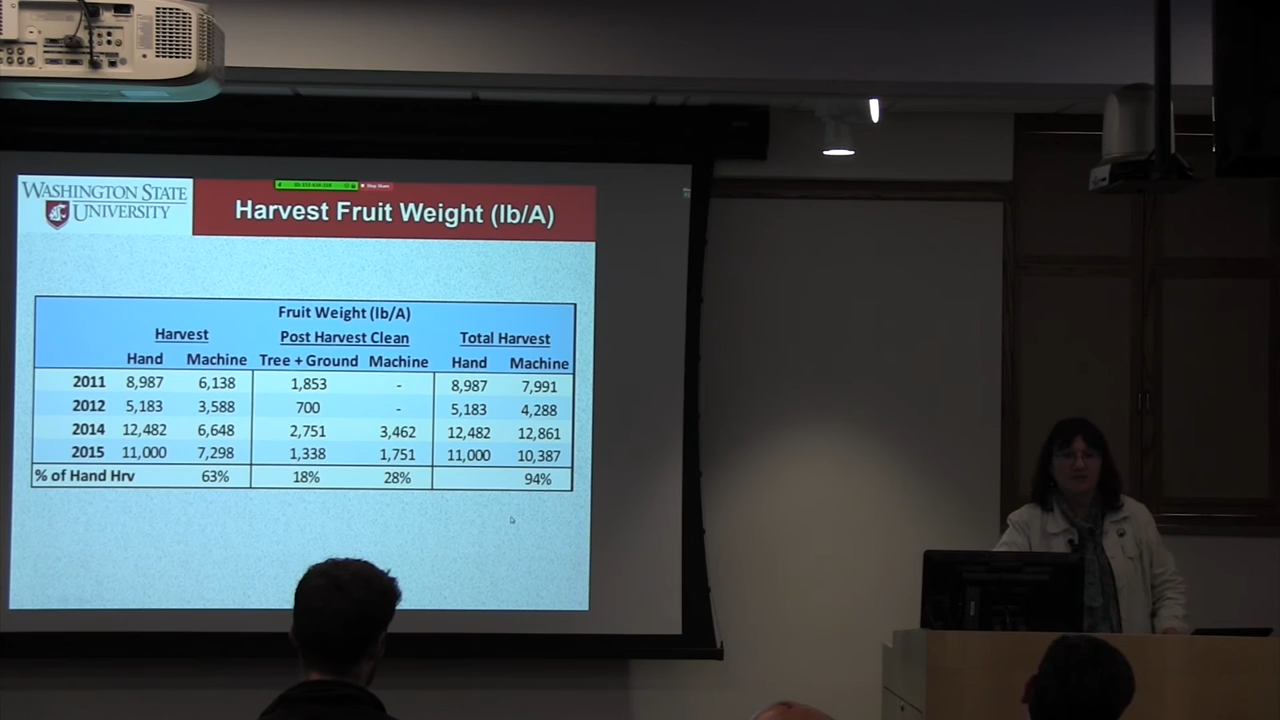 WASHINGTON STATE
UNIVERSITY
Stop Share
Harvest Fruit Weight (lb/A)
Fruit Weight (lb/A)
Harvest Post Harvest Clean Total Harvest
Hand Machine Tree + Ground Machine Hand Machine
2011 8,987 6,138 1,853 - 8,987 7,991
2012 5,183 3,588 700 - 5,183 4,288
2014 12,482 6,648 2,751 3,462 12,482 12,861
2015 11,000 7,298 1,338 1,751 11,000 10,387
% of Hand Hrv 63% 18% 28% 94%